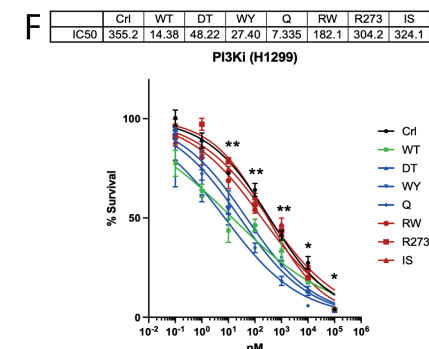 F
Crl WT DT WY Q RW R273 IS
IC50 355.2 14.38 48.22 27.40 7.335 182.1 304.2 324.1
PI3Ki (H1299)
% Survival
100
50
0
** ** ** * *
10-2 10-1 100 101 102 103 104 105 106
nM
Crl
WT
DT
WY
Q
RW
R273
IS